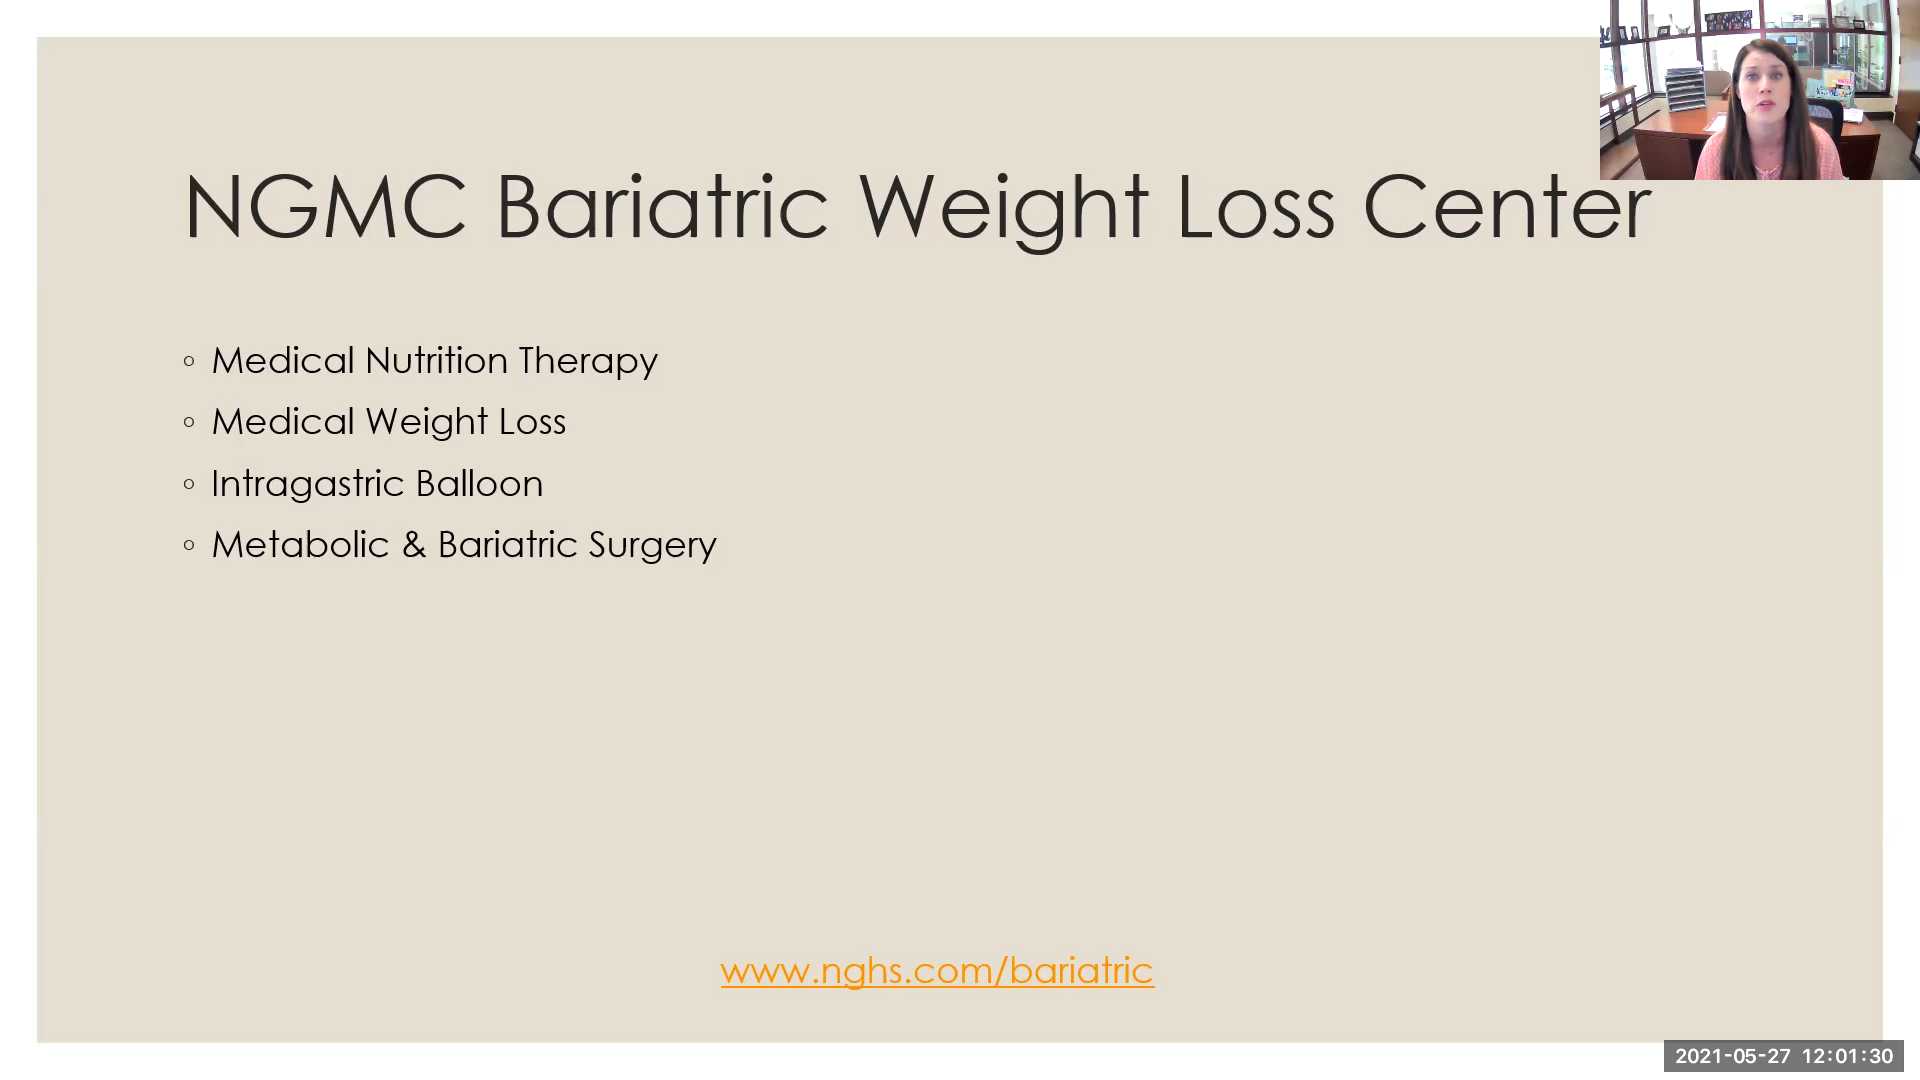 NGMC Bariatric Weight Loss Center
◦ Medical Nutrition Therapy
◦ Medical Weight Loss
◦ Intragastric Balloon
◦ Metabolic & Bariatric Surgery
www.nghs.com/bariatric
2021-05-27 12:01:30